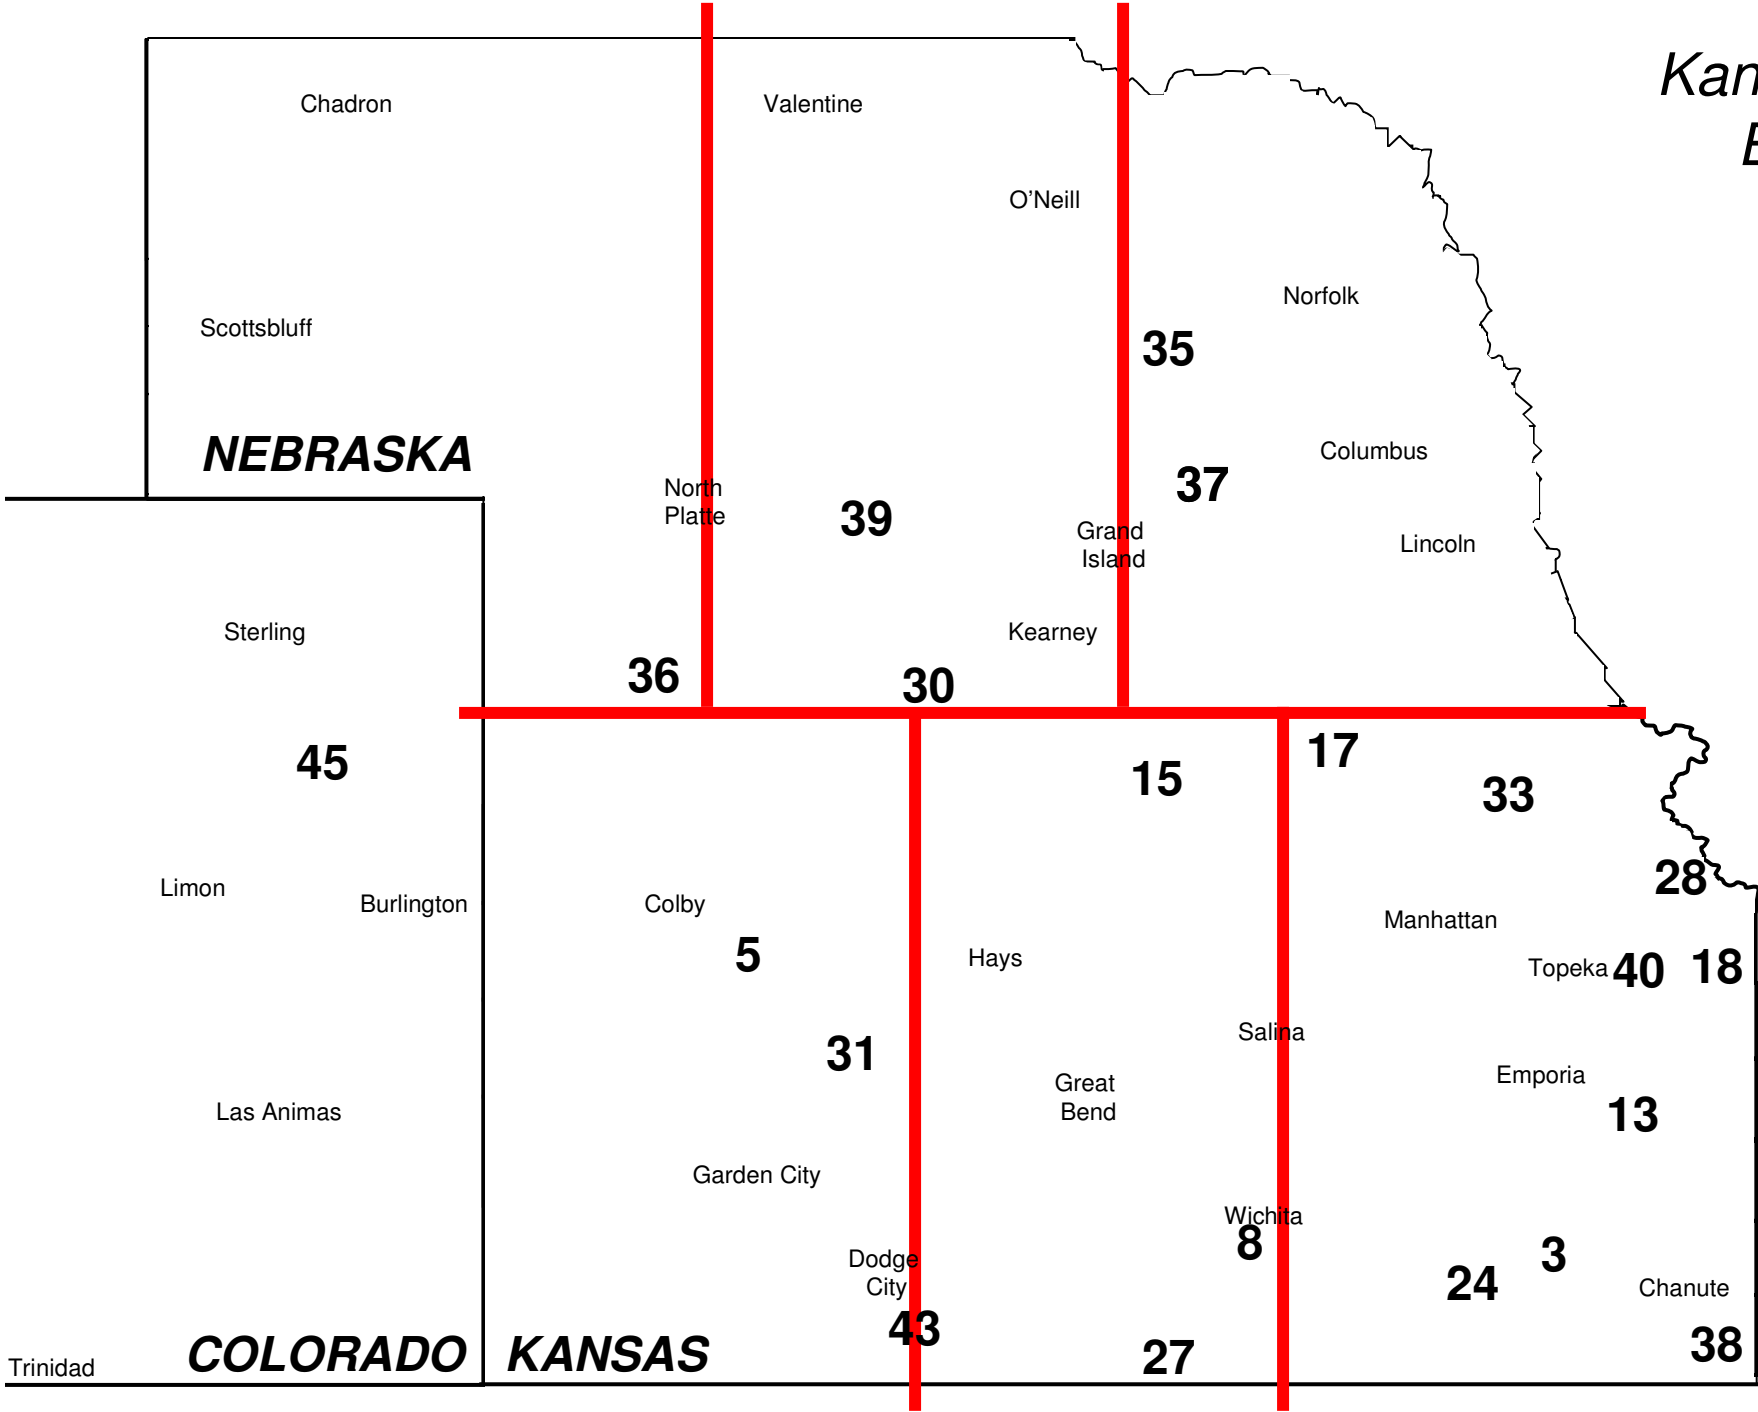 Kan
E
Chadron
Valentine
O'Neill
Norfolk
Scottsbluff
35
NEBRASKA
Columbus
North
Platte
39
37
Grand
Island
Lincoln
Sterling
Kearney
36
30
45
15
17
33
28
Limon
Burlington
Colby
Manhattan
5
Hays
Topeka
40
18
Salina
31
Emporia
Great
Bend
Las Animas
13
Garden City
Wichita
8
3
Dodge
City
24
Chanute
43
27
38
Trinidad
COLORADO
KANSAS